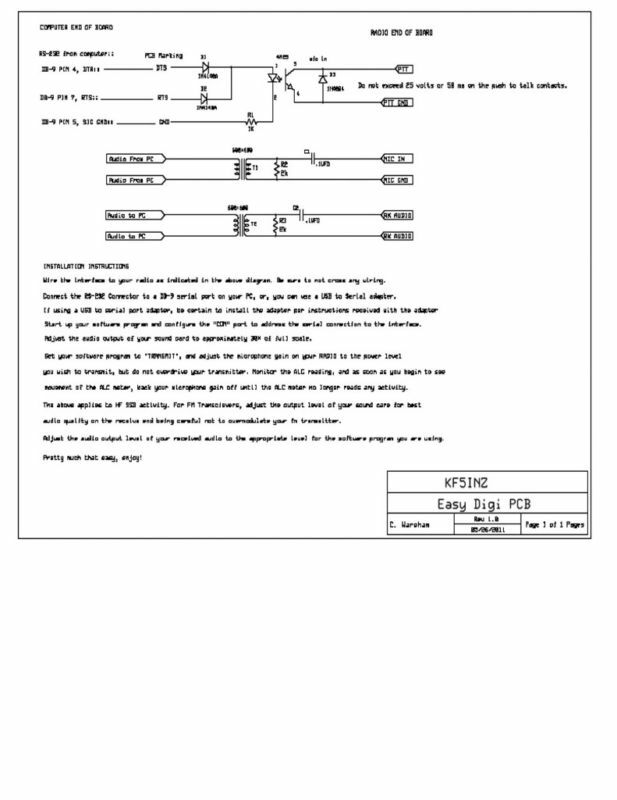 COMPUTER END OF BOARD
RADIO END OF BOARD
RS-232 from computer::
PCB Marking
D1
4N25
DB-9 PIN 4, DTR::
DTS
1
5
PTT
D3
Do not exceed 25 volts or 50 ma on the push to talk contacts.
D2
2
4
DB-9 PIN 7, RTS::
RTS
PTT GND
R1
DB-9 PIN 5, SIG GND::
GND
1K
600:600
Audio From PC
T1
R2
2k
.1UFD
MIC IN
Audio From PC
MIC GND
600:600
C2
Audio to PC
T2
R3
2k
.1UFD
RX AUDIO
Audio to PC
RX AUDIO
INSTALLATION INSTRUCTIONS
Wire the interface to your radio as indicated in the above diagram. Be sure to not cross any wiring.
Connect the RS-232 Connector to a DB-9 serial port on your PC, or, you can use a USB to Serial adapter.
If using a USB to serial port adapter, be certain to install the adapter per instructions received with the adapter
Start up your software program and configure the "COM" port to address the serial connection to the interface.
Adjust the audio output of your sound card to approximately 30% of full scale.
Set your software program to "TRANSMIT", and adjust the microphone gain on your RADIO to the power level
you wish to transmit, but do not overdrive your transmitter. Monitor the ALC reading, and as soon as you begin to see
movement of the ALC meter, back your microphone gain off until the ALC meter no longer reads any activity.
The above applies to HF SSB activity. For FM Transceivers, adjust the output level of your sound card for best
audio quality on the receive end being careful not to overmodulate your fm transmitter.
Adjust the audio output level of your received audio to the appropriate level for the software program you are using.
Pretty much that easy, enjoy!
KF5INZ
Easy Digi PCB
C. Wareham
Rev 1.0
03/26/2011
Page 1 of 1 Pages